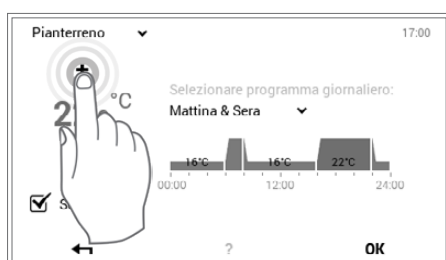 Pianterreno
17:00
+
°C
Selezionare programma giornaliero:
Mattina & Sera
16°C 16°C 22°C
00:00 12:00 24:00
? OK